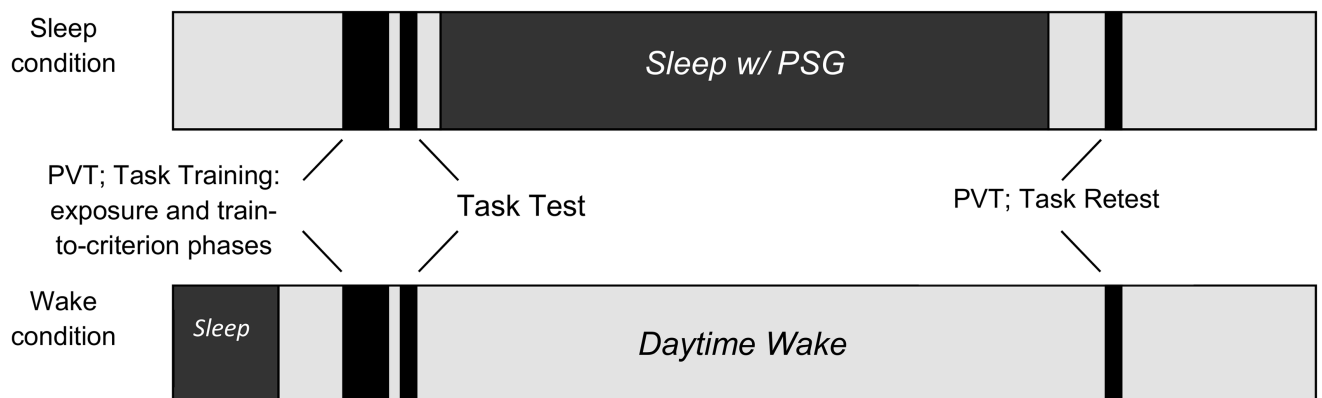 Sleep
condition
Sleep w/ PSG
PVT; Task Training:
exposure and train-
to-criterion phases
Task Test
PVT; Task Retest
Wake
condition
Sleep
Daytime Wake